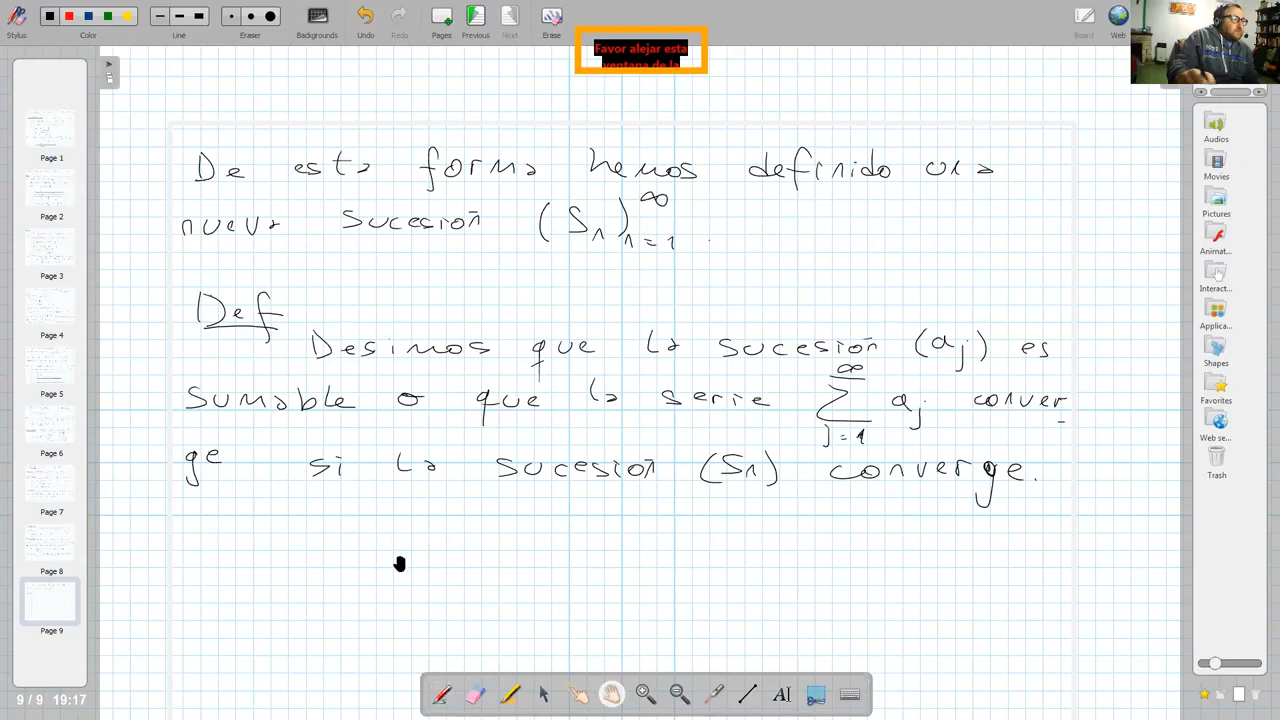 Stylus Color Line Eraser Backgrounds Undo Redo Pages Previous Next Erase Board Web
Favor alejar esta
ventana de la
De esta forma hemos definido una
nueva sucesión (Sn)∞n=1.
Def
Desimos que la sucesión (aj) es
sumable o que la serie ∑∞j=1 aj conver-
ge si la sucesión (Sn) converge.
Page 1
Page 2
Page 3
Page 4
Page 5
Page 6
Page 7
Page 8
Page 9
9 / 9 19:17
Audios
Movies
Pictures
Animat...
Interact...
Applica...
Shapes
Favorites
Web se...
Trash
AI